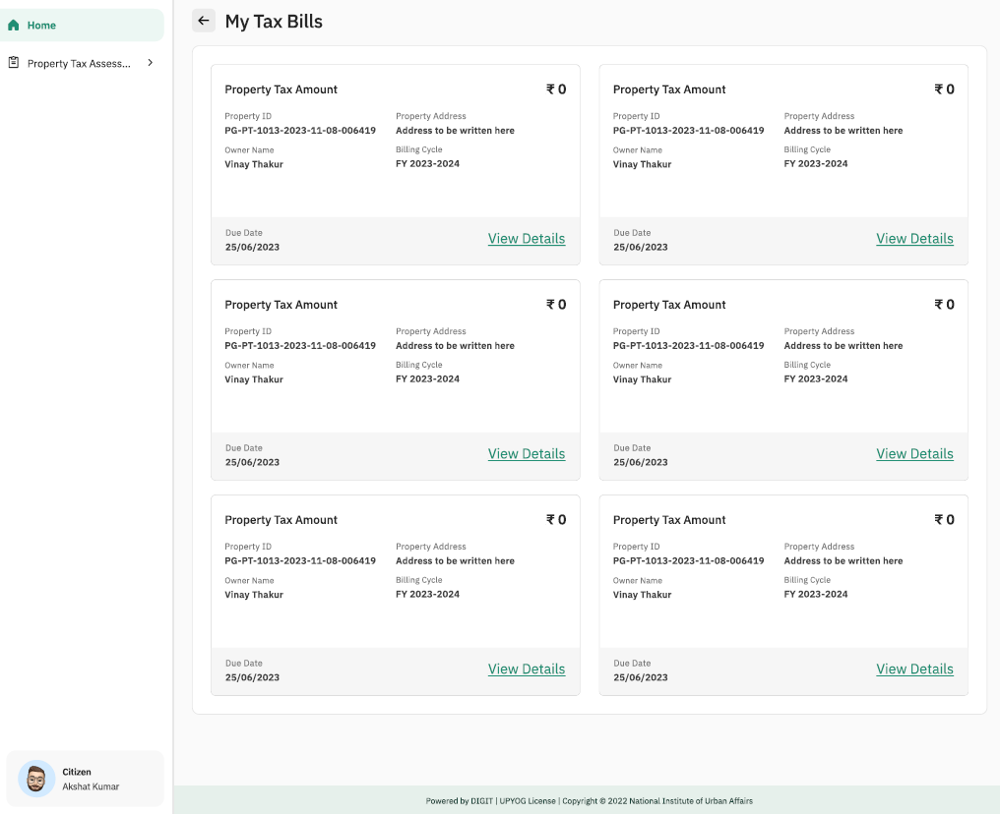 Home
Property Tax Assess...
My Tax Bills
Property Tax Amount ₹ 0
Property ID Property Address
PG-PT-1013-2023-11-08-006419 Address to be written here
Owner Name Billing Cycle
Vinay Thakur FY 2023-2024
Due Date
25/06/2023
View Details
Property Tax Amount ₹ 0
Property ID Property Address
PG-PT-1013-2023-11-08-006419 Address to be written here
Owner Name Billing Cycle
Vinay Thakur FY 2023-2024
Due Date
25/06/2023
View Details
Property Tax Amount ₹ 0
Property ID Property Address
PG-PT-1013-2023-11-08-006419 Address to be written here
Owner Name Billing Cycle
Vinay Thakur FY 2023-2024
Due Date
25/06/2023
View Details
Property Tax Amount ₹ 0
Property ID Property Address
PG-PT-1013-2023-11-08-006419 Address to be written here
Owner Name Billing Cycle
Vinay Thakur FY 2023-2024
Due Date
25/06/2023
View Details
Property Tax Amount ₹ 0
Property ID Property Address
PG-PT-1013-2023-11-08-006419 Address to be written here
Owner Name Billing Cycle
Vinay Thakur FY 2023-2024
Due Date
25/06/2023
View Details
Property Tax Amount ₹ 0
Property ID Property Address
PG-PT-1013-2023-11-08-006419 Address to be written here
Owner Name Billing Cycle
Vinay Thakur FY 2023-2024
Due Date
25/06/2023
View Details
Citizen
Akshat Kumar
Powered by DIGIT | UPYOG License | Copyright © 2022 National Institute of Urban Affairs